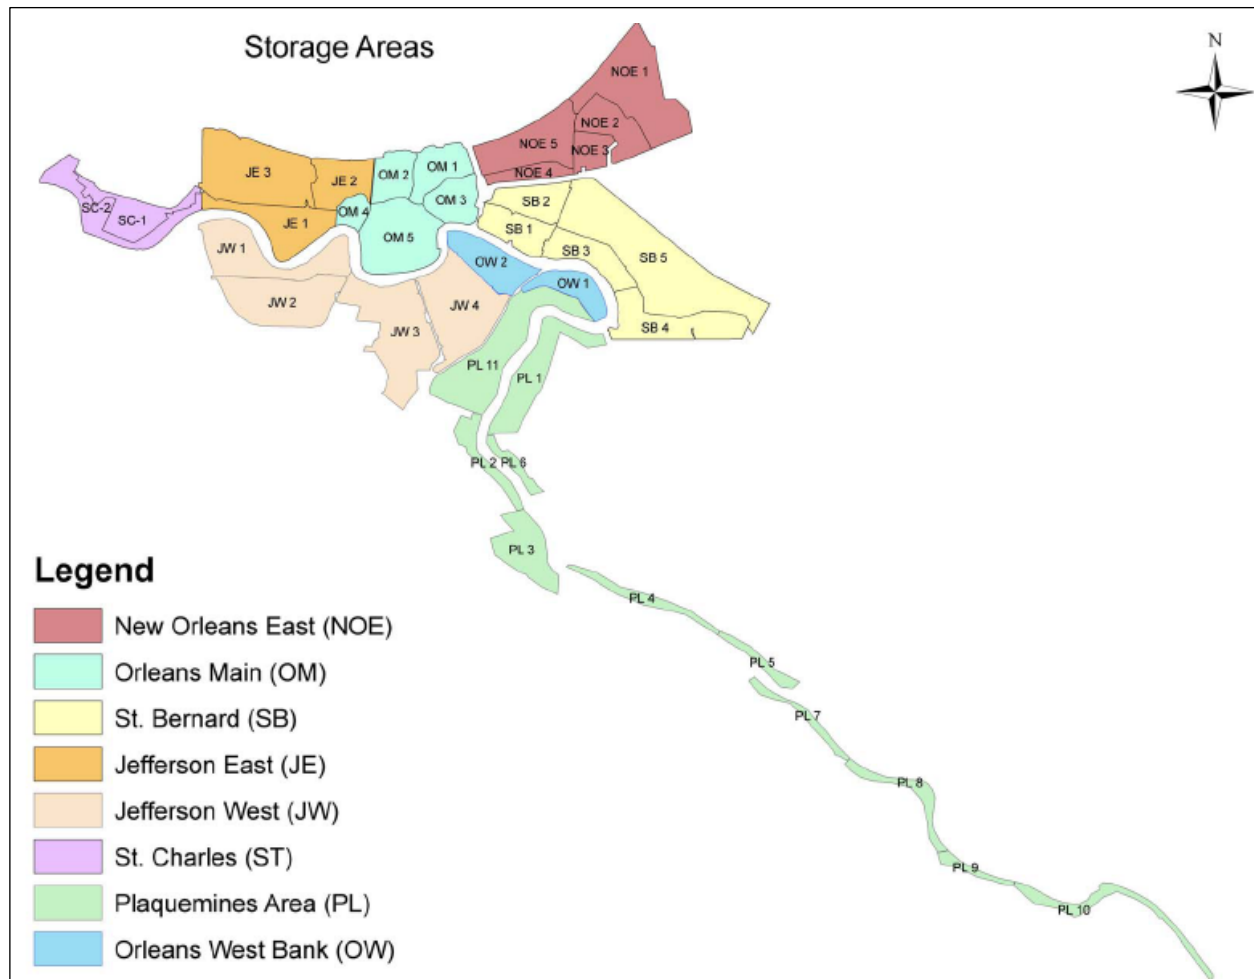 Storage Areas
N
NOE 1
NOE 2
NOE 5
NOE 3
NOE 4
OM 1
OM 2
JE 3
JE 2
OM 3
OM 4
SC-2
SC-1
JE 1
OM 5
SB 2
SB 1
SB 3
SB 5
JW 1
OW 2
OW 1
JW 2
JW 4
JW 3
SB 4
PL 11
PL 1
PL 2
PL 6
PL 3
PL 4
PL 5
PL 7
PL 8
PL 9
PL 10
Legend
New Orleans East (NOE)
Orleans Main (OM)
St. Bernard (SB)
Jefferson East (JE)
Jefferson West (JW)
St. Charles (ST)
Plaquemines Area (PL)
Orleans West Bank (OW)